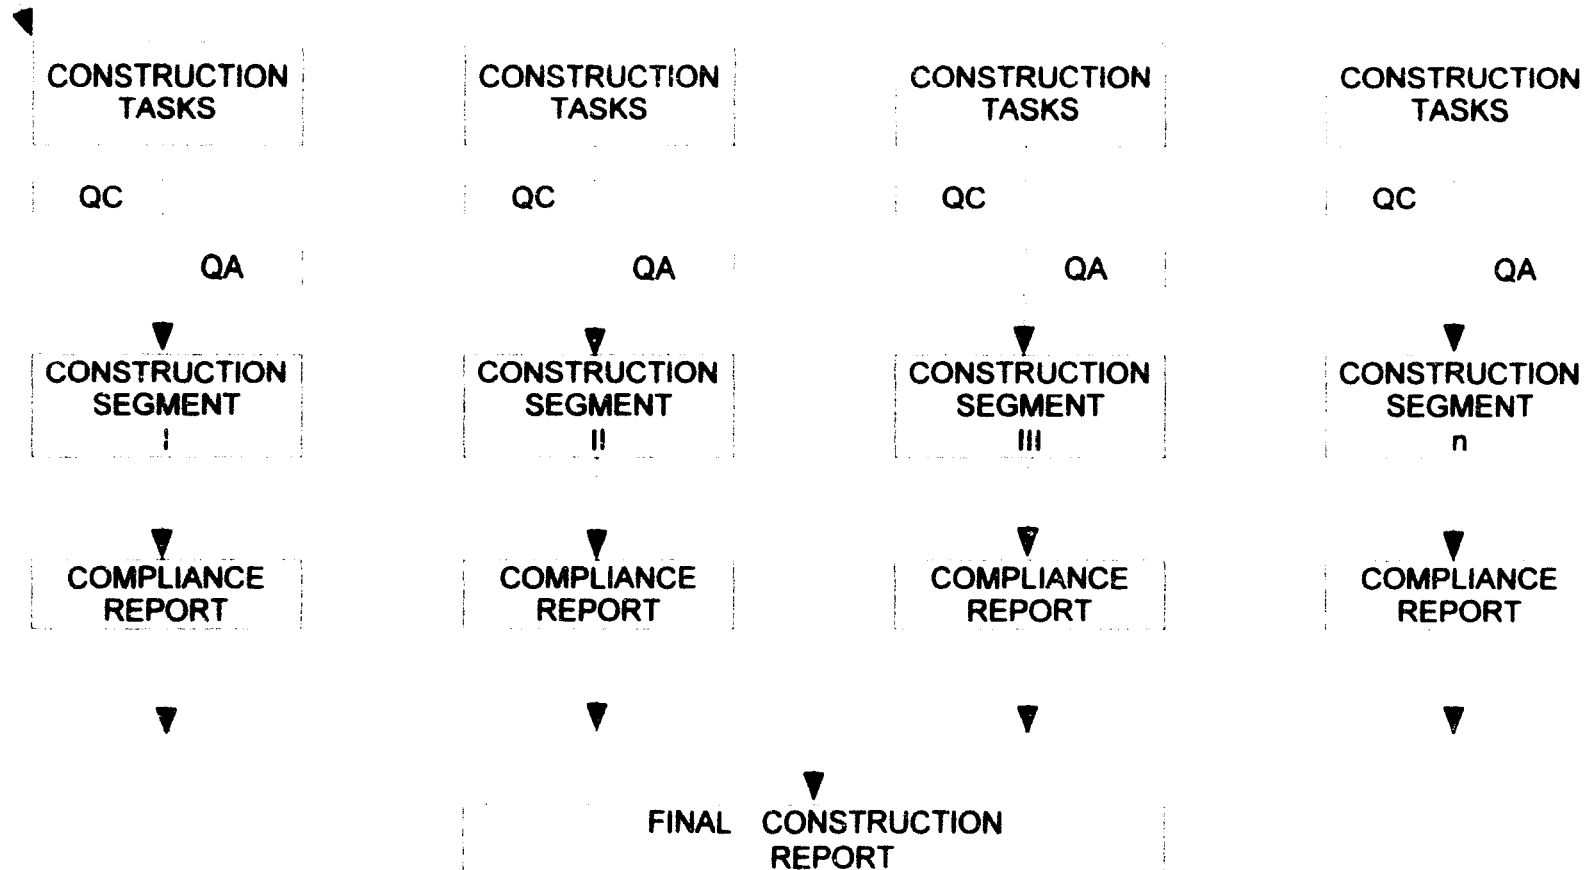 CONSTRUCTION
TASKS
CONSTRUCTION
TASKS
CONSTRUCTION
TASKS
CONSTRUCTION
TASKS
QC
QC
QC
QC
QA
QA
QA
QA
CONSTRUCTION
SEGMENT
I
CONSTRUCTION
SEGMENT
II
CONSTRUCTION
SEGMENT
III
CONSTRUCTION
SEGMENT
n
COMPLIANCE
REPORT
COMPLIANCE
REPORT
COMPLIANCE
REPORT
COMPLIANCE
REPORT
FINAL CONSTRUCTION
REPORT